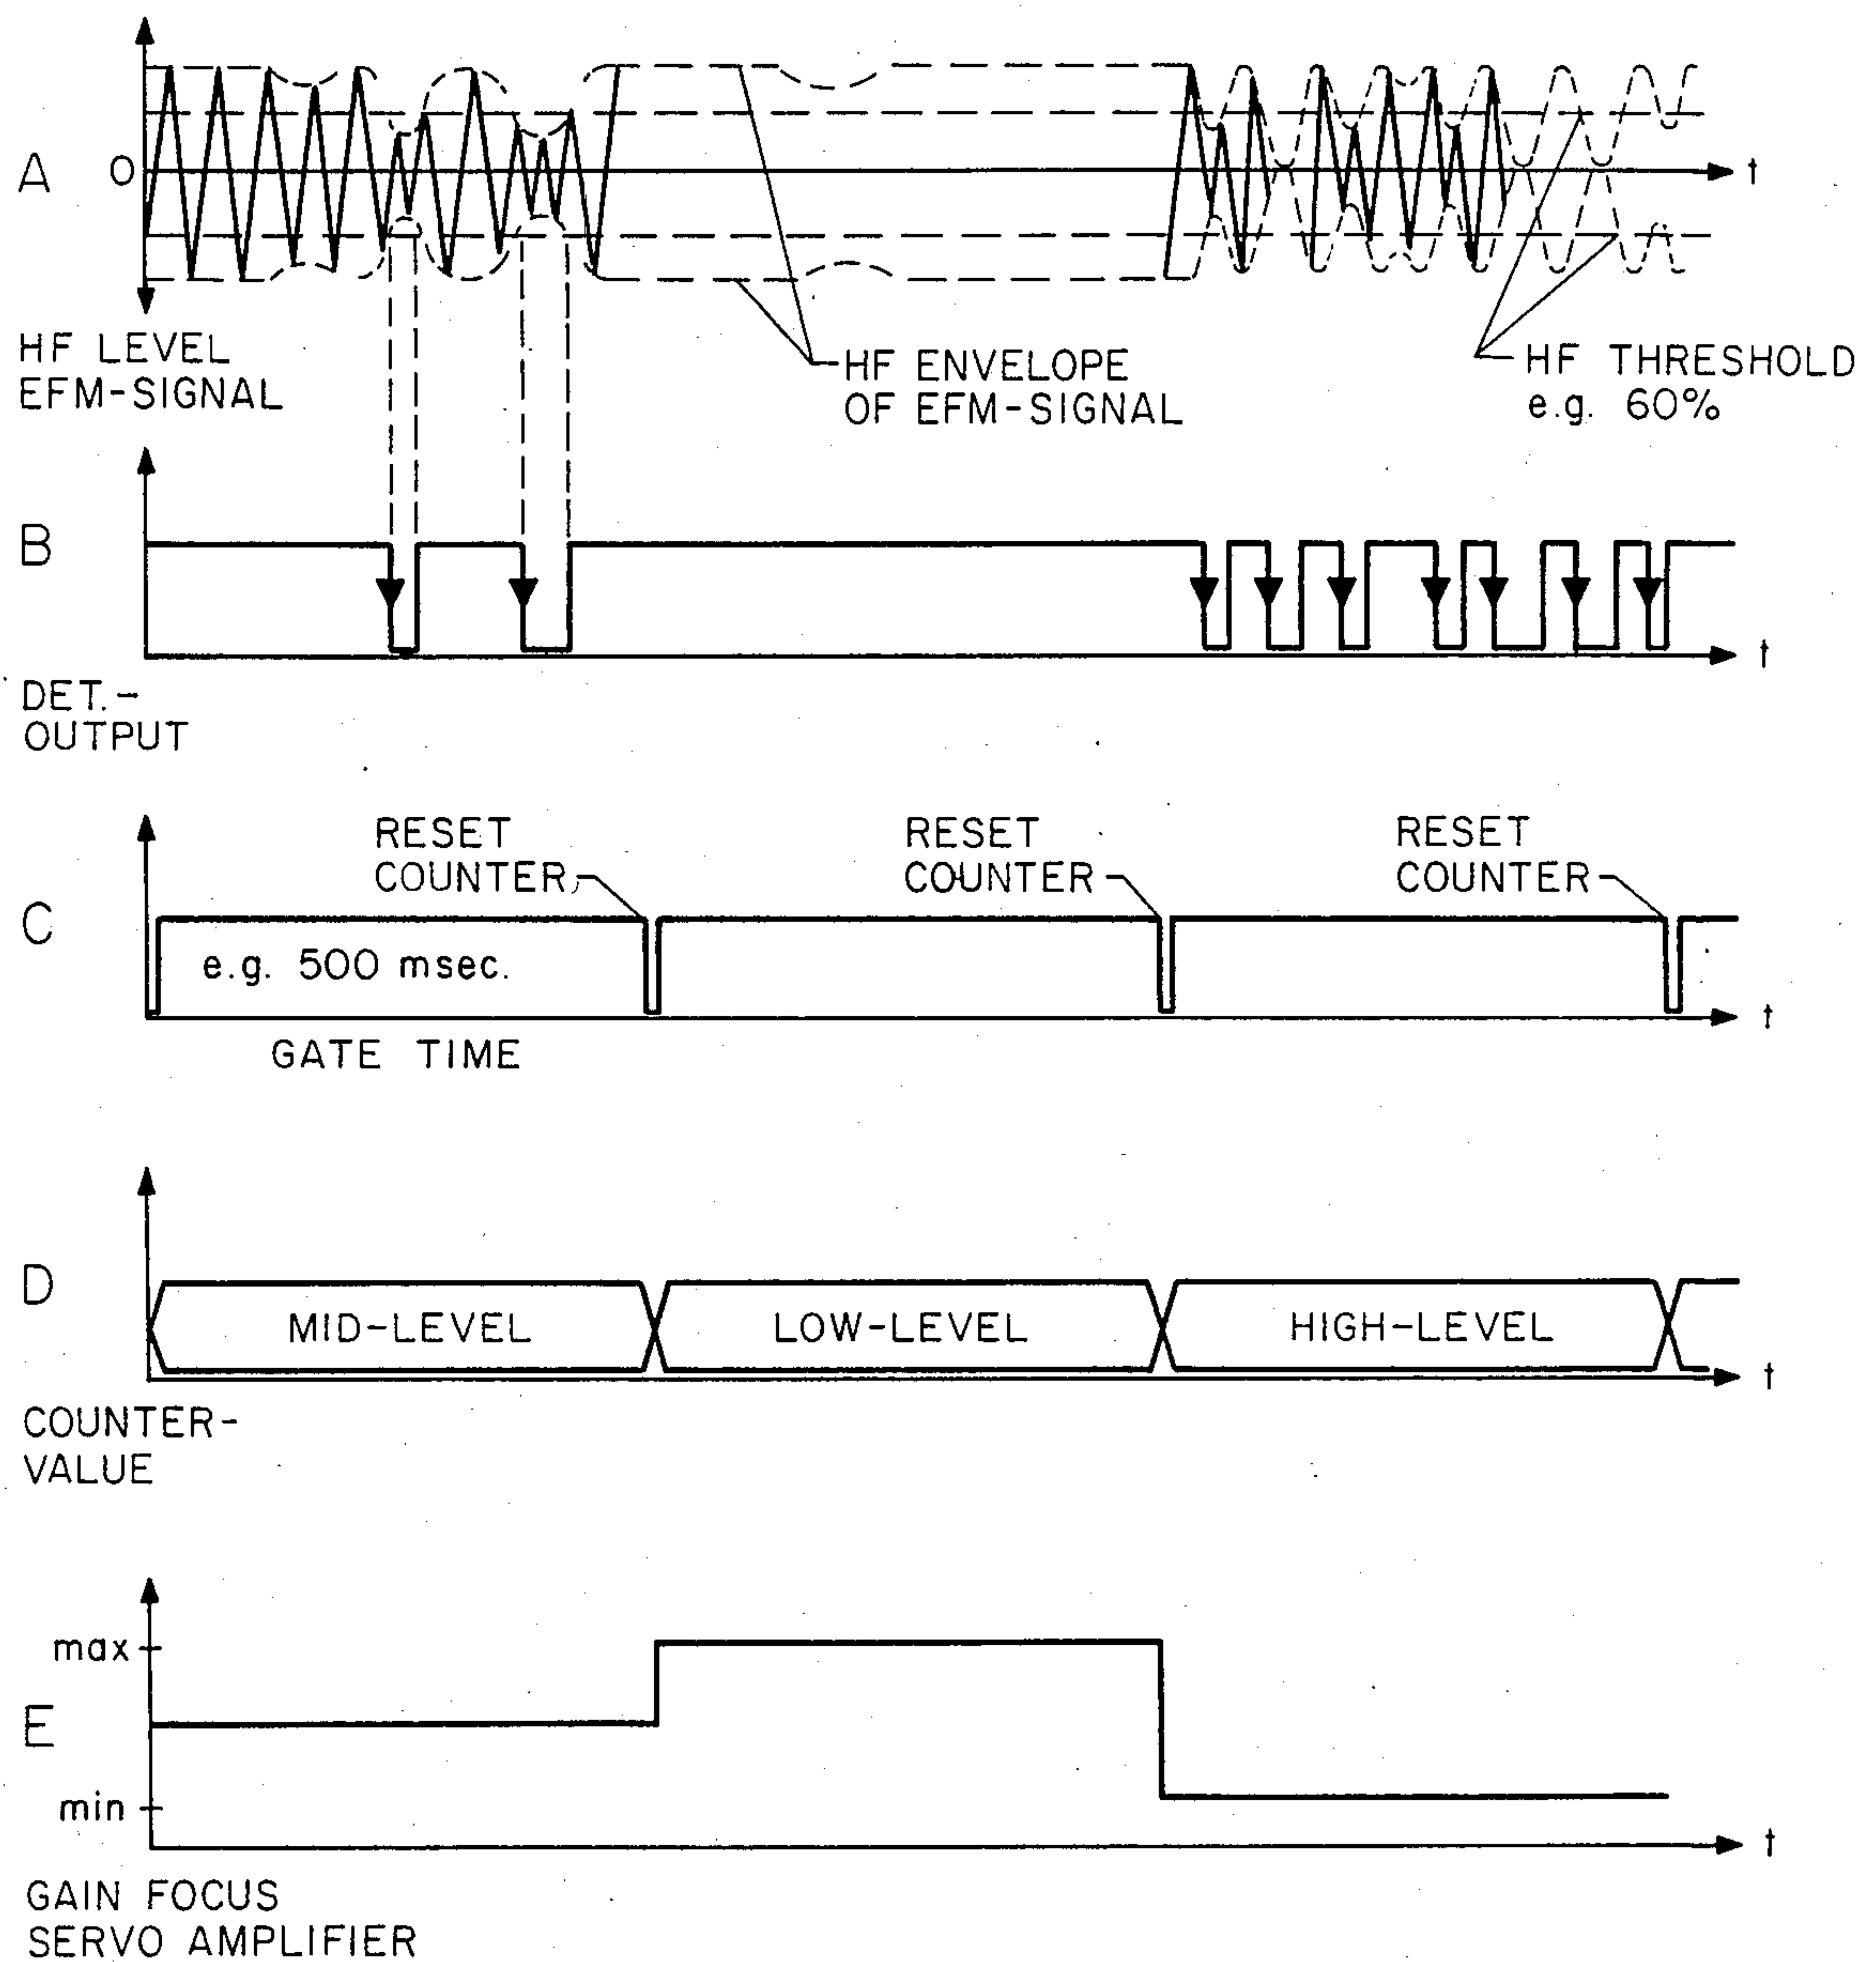 A
0
t
HF LEVEL
EFM-SIGNAL
HF ENVELOPE
OF EFM-SIGNAL
HF THRESHOLD
e.g. 60%
B
t
DET.-
OUTPUT
RESET
COUNTER
RESET
COUNTER
RESET
COUNTER
C
e.g. 500 msec.
t
GATE TIME
D
MID-LEVEL
LOW-LEVEL
HIGH-LEVEL
t
COUNTER-
VALUE
max
E
min
t
GAIN FOCUS
SERVO AMPLIFIER